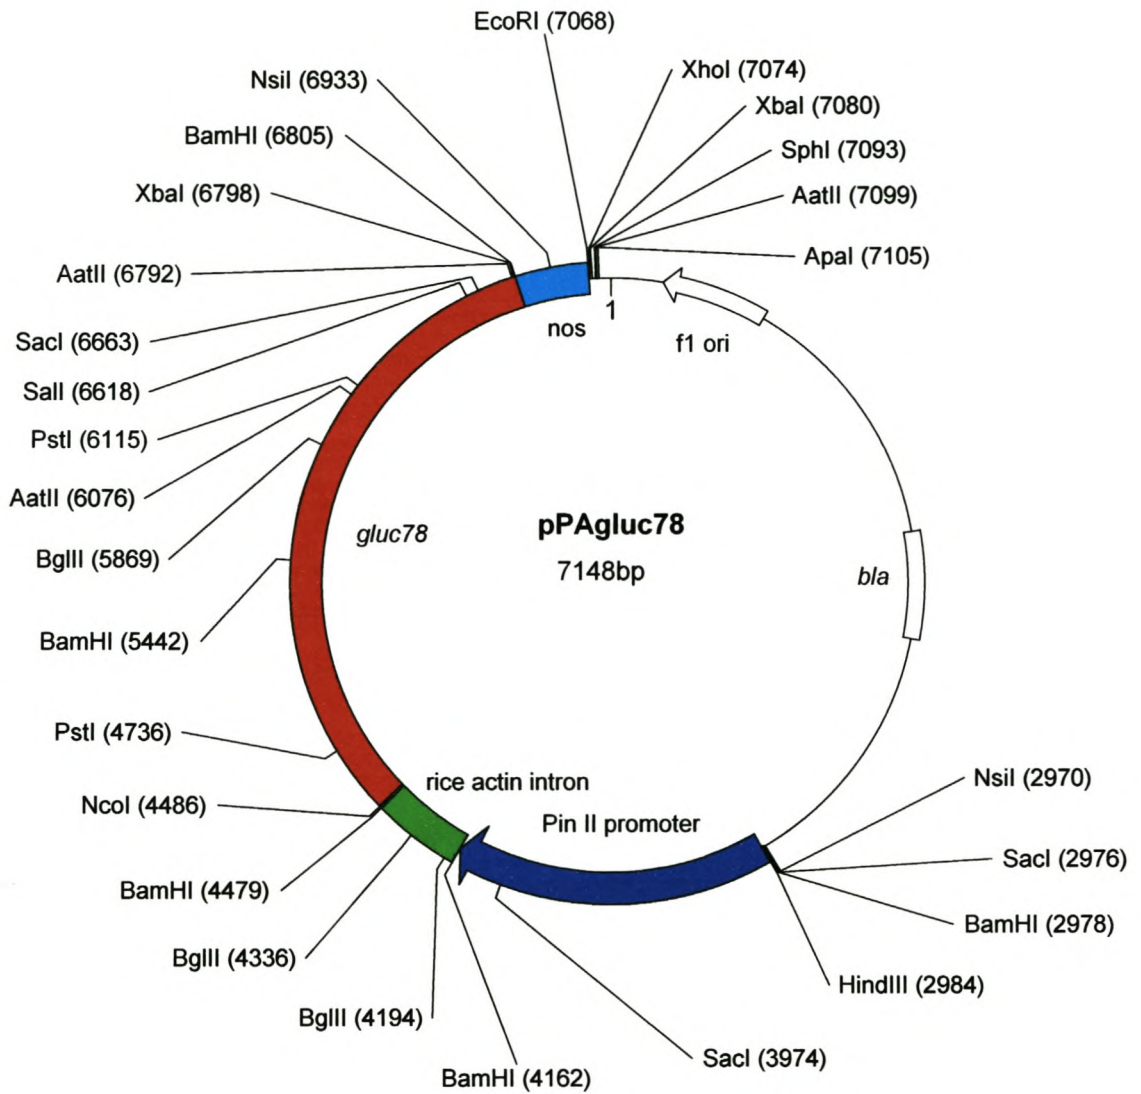 EcoRI (7068)
NsiI (6933)
XhoI (7074)
BamHI (6805)
XbaI (7080)
SphI (7093)
XbaI (6798)
AatII (7099)
AatII (6792)
ApaI (7105)
1
nos
f1 ori
SacI (6663)
SalI (6618)
PstI (6115)
AatII (6076)
gluc78
pPAgluc78
7148bp
bla
BglII (5869)
BamHI (5442)
PstI (4736)
rice actin intron
NcoI (4486)
Pin II promoter
NsiI (2970)
SacI (2976)
BamHI (4479)
BamHI (2978)
BglII (4336)
HindIII (2984)
BglII (4194)
SacI (3974)
BamHI (4162)